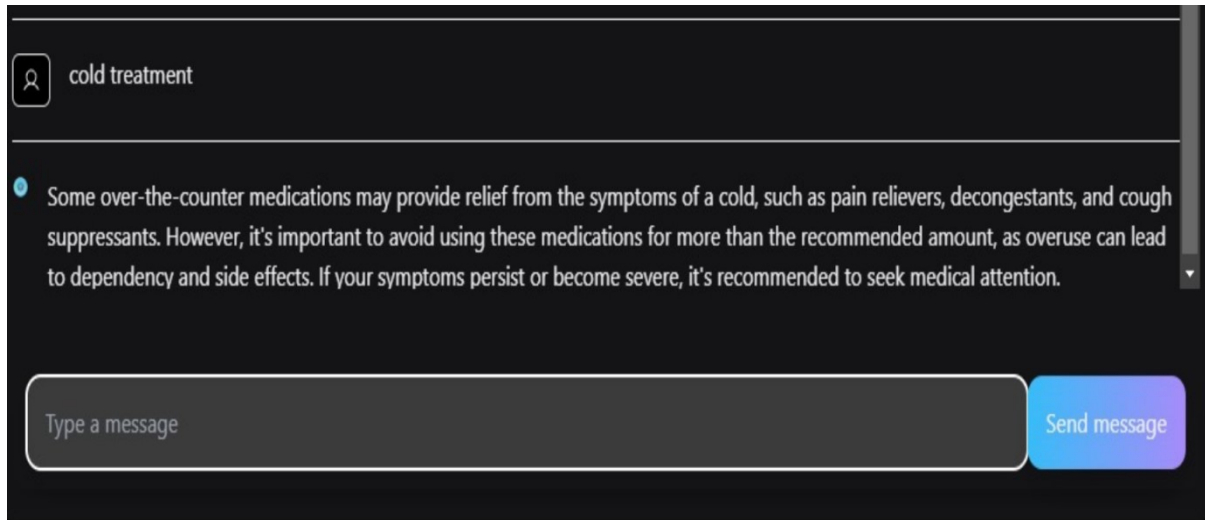 cold treatment
Some over-the-counter medications may provide relief from the symptoms of a cold, such as pain relievers, decongestants, and cough
suppressants. However, it's important to avoid using these medications for more than the recommended amount, as overuse can lead
to dependency and side effects. If your symptoms persist or become severe, it's recommended to seek medical attention.
Type a message
Send message